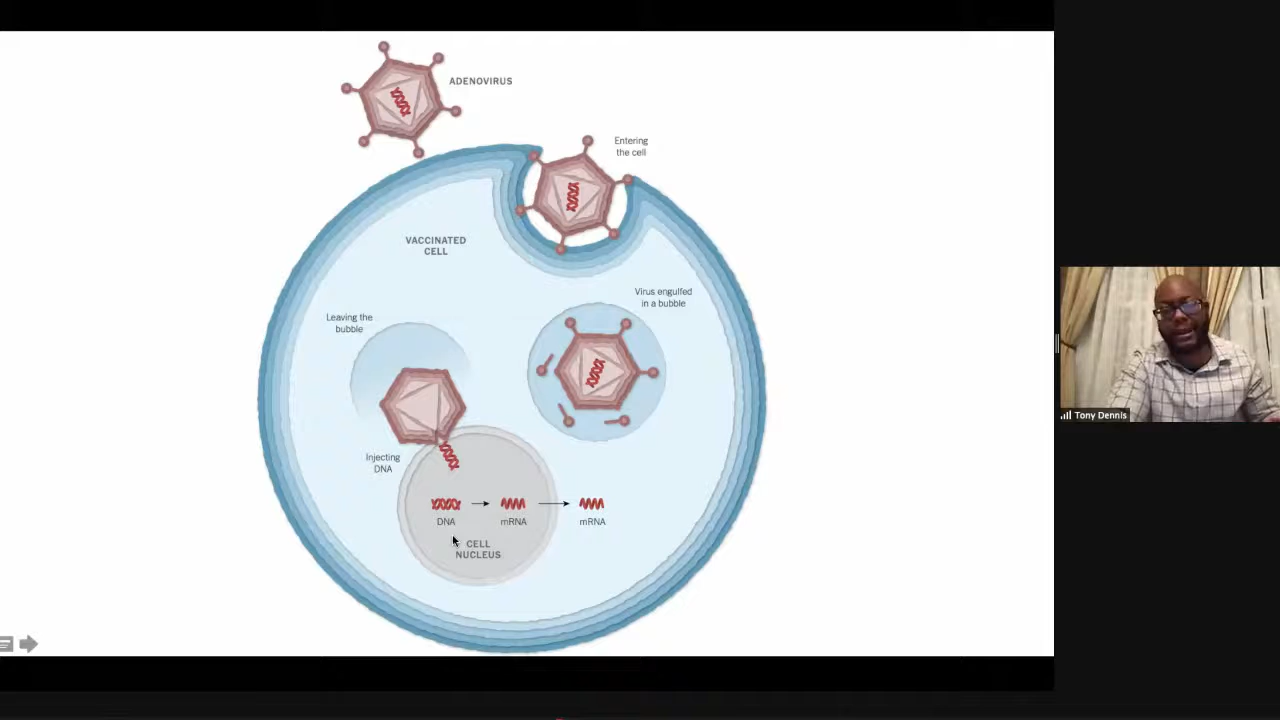 ADENOVIRUS
Entering
the cell
VACCINATED
CELL
Virus engulfed
in a bubble
Leaving the
bubble
Injecting
DNA
DNA
mRNA
mRNA
CELL
NUCLEUS
Tony Dennis